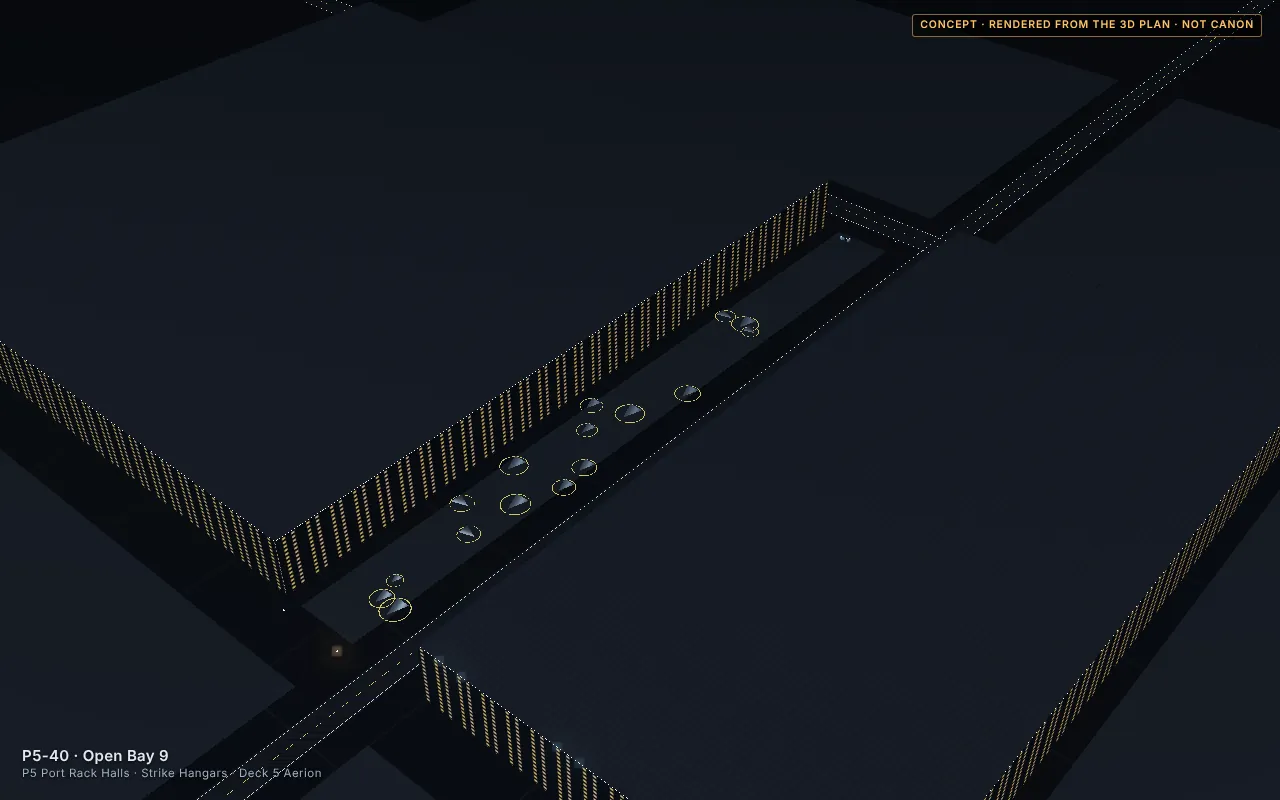 CONCEPT · RENDERED FROM THE 3D PLAN · NOT CANON
P5-40 · Open Bay 9
P5 Port Rack Halls · Strike Hangars · Deck 5 Aerion